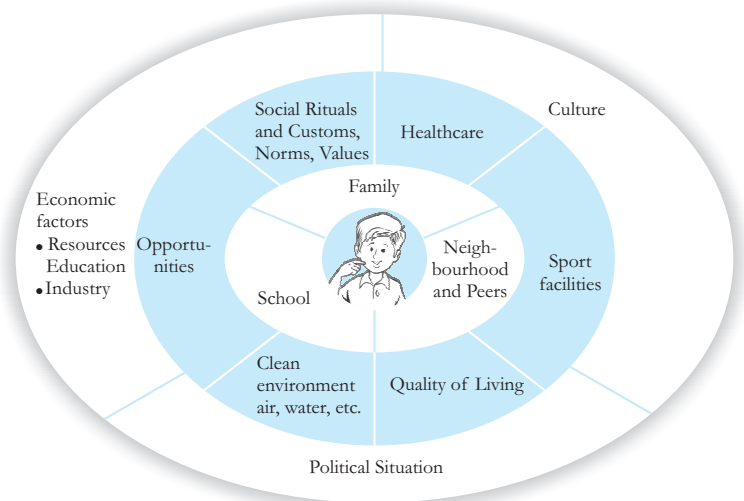 Social Rituals
and Customs,
Norms, Values
Healthcare
Culture
Family
Economic
factors
• Resources
Education
• Industry
Opportu-
nities
Neigh-
bourhood
and Peers
Sport
facilities
School
Clean
environment
air, water, etc.
Quality of Living
Political Situation